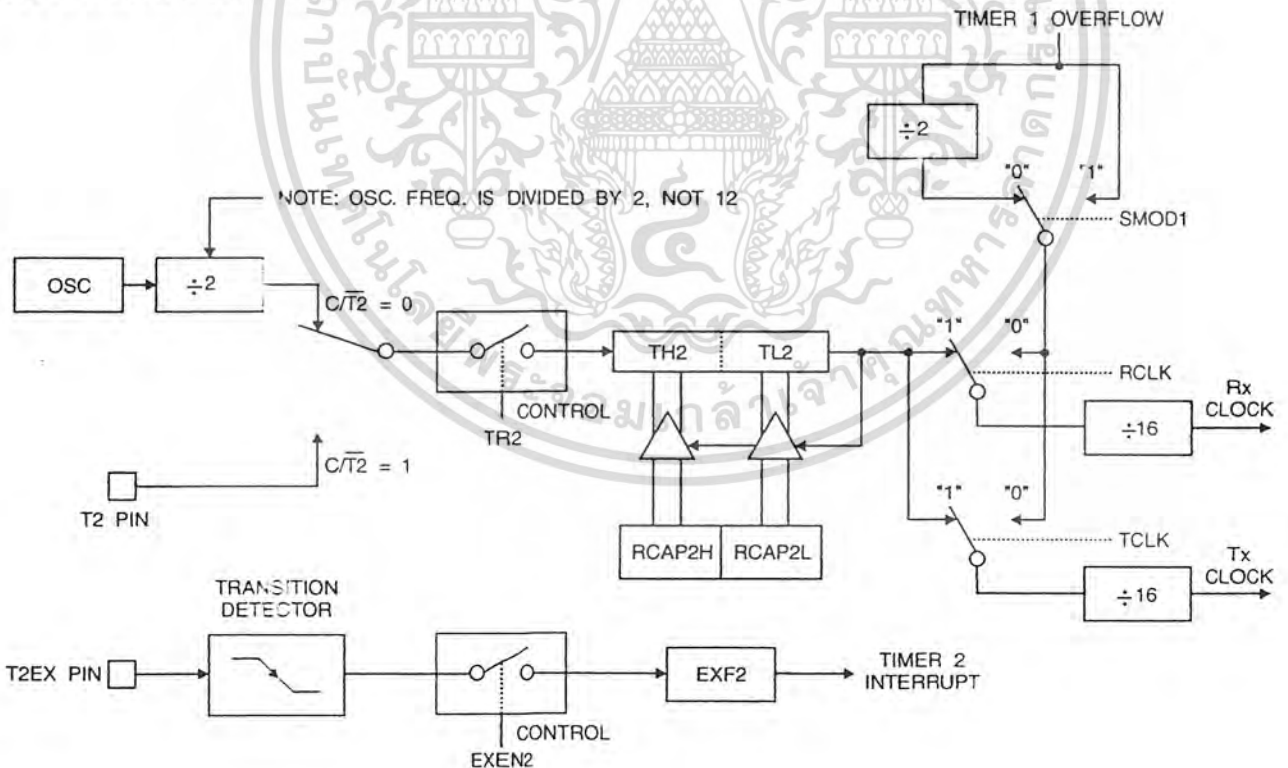 TIMER 1 OVERFLOW
÷2
"0" "1"
SMOD1
NOTE: OSC. FREQ. IS DIVIDED BY 2, NOT 12
OSC
÷2
C/T2 = 0
TH2 TL2
"1" "0"
RCLK
Rx
CLOCK
÷16
CONTROL
TR2
C/T2 = 1
T2 PIN
RCAP2H RCAP2L
"1" "0"
TCLK
Tx
CLOCK
÷16
TRANSITION
DETECTOR
T2EX PIN
EXF2
TIMER 2
INTERRUPT
CONTROL
EXEN2